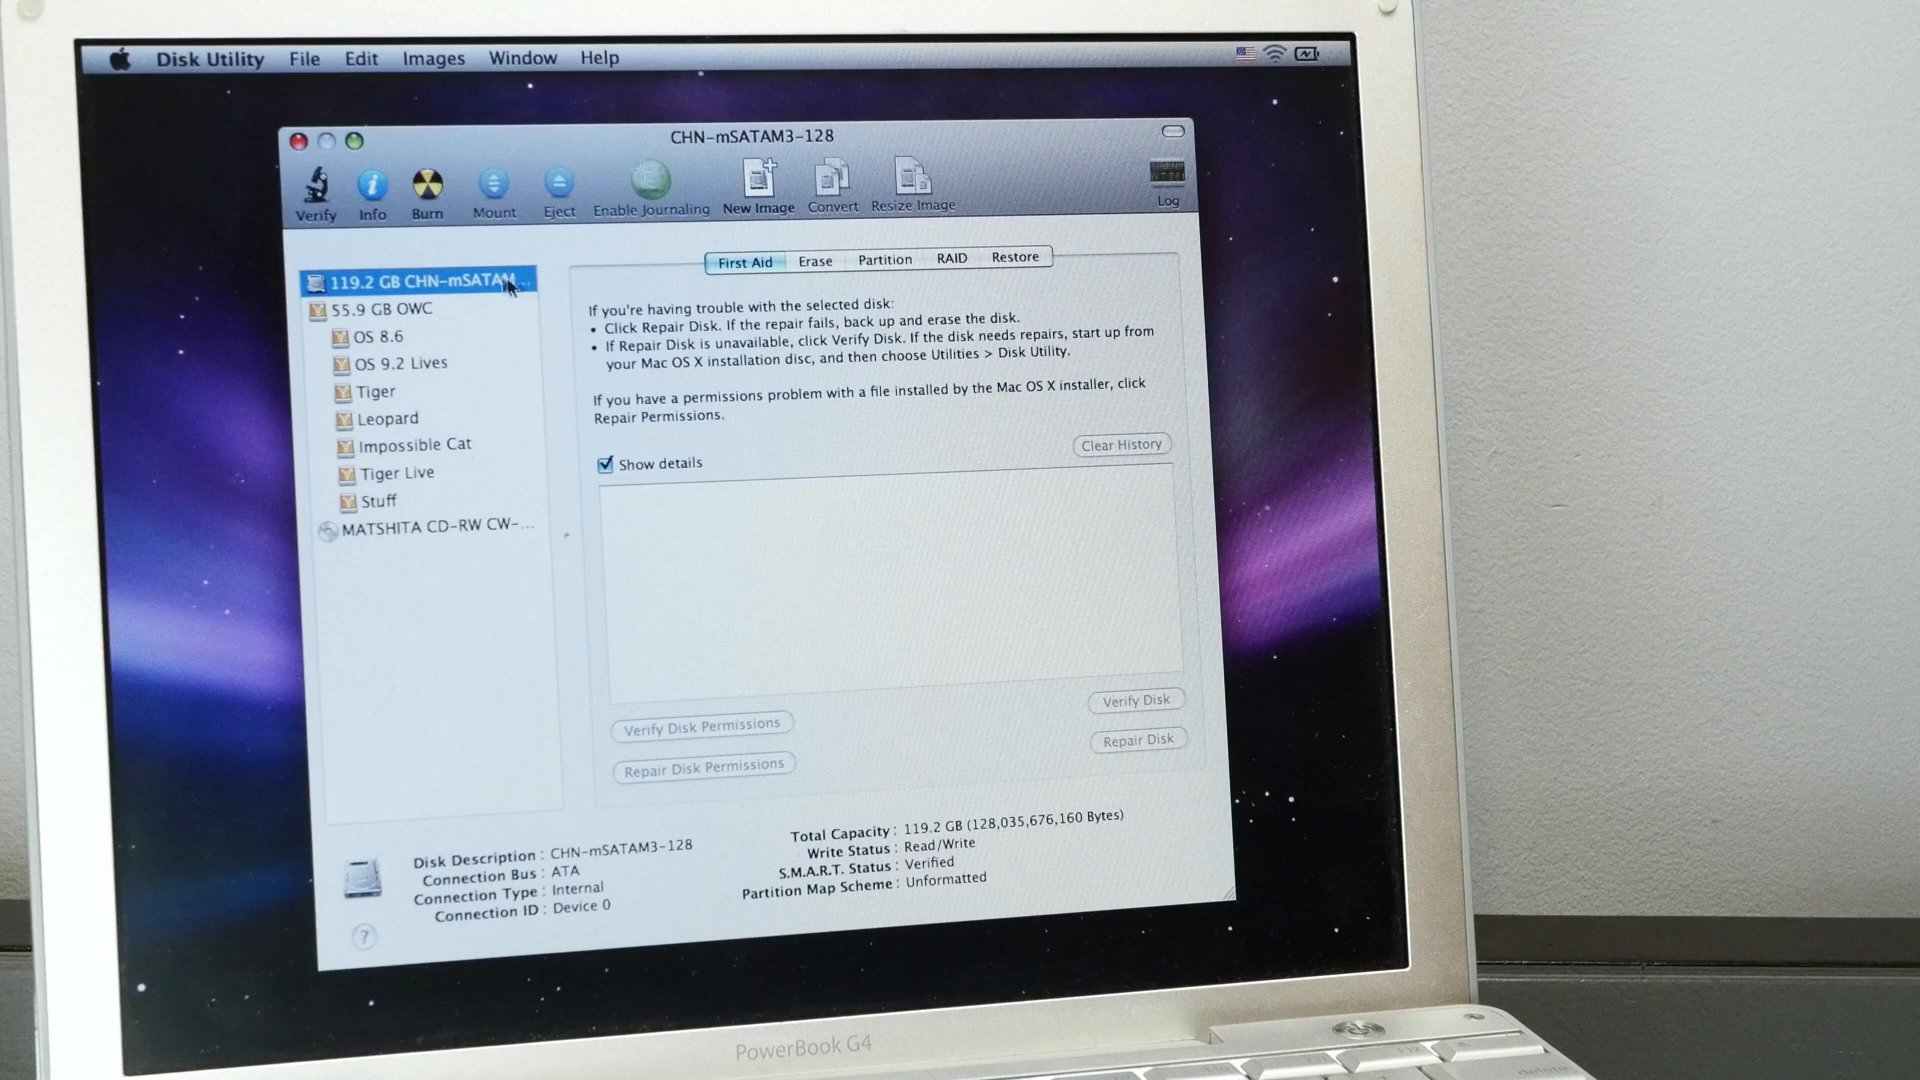 Disk Utility File Edit Images Window Help
CHN-mSATAM3-128
Verify Info Burn Mount Eject Enable Journaling New Image Convert Resize Image Log
First Aid Erase Partition RAID Restore
119.2 GB CHN-mSATAM...
55.9 GB OWC
OS 8.6
OS 9.2 Lives
Tiger
Leopard
Impossible Cat
Tiger Live
Stuff
MATSHITA CD-RW CW-...
If you're having trouble with the selected disk:
• Click Repair Disk. If the repair fails, back up and erase the disk.
• If Repair Disk is unavailable, click Verify Disk. If the disk needs repairs, start up from
your Mac OS X installation disc, and then choose Utilities > Disk Utility.
If you have a permissions problem with a file installed by the Mac OS X installer, click
Repair Permissions.
Clear History
Show details
Verify Disk Permissions
Verify Disk
Repair Disk Permissions
Repair Disk
Disk Description : CHN-mSATAM3-128
Connection Bus : ATA
Connection Type : Internal
Connection ID : Device 0
Total Capacity : 119.2 GB (128,035,676,160 Bytes)
Write Status : Read/Write
S.M.A.R.T. Status : Verified
Partition Map Scheme : Unformatted
?
PowerBook G4
F12
delete